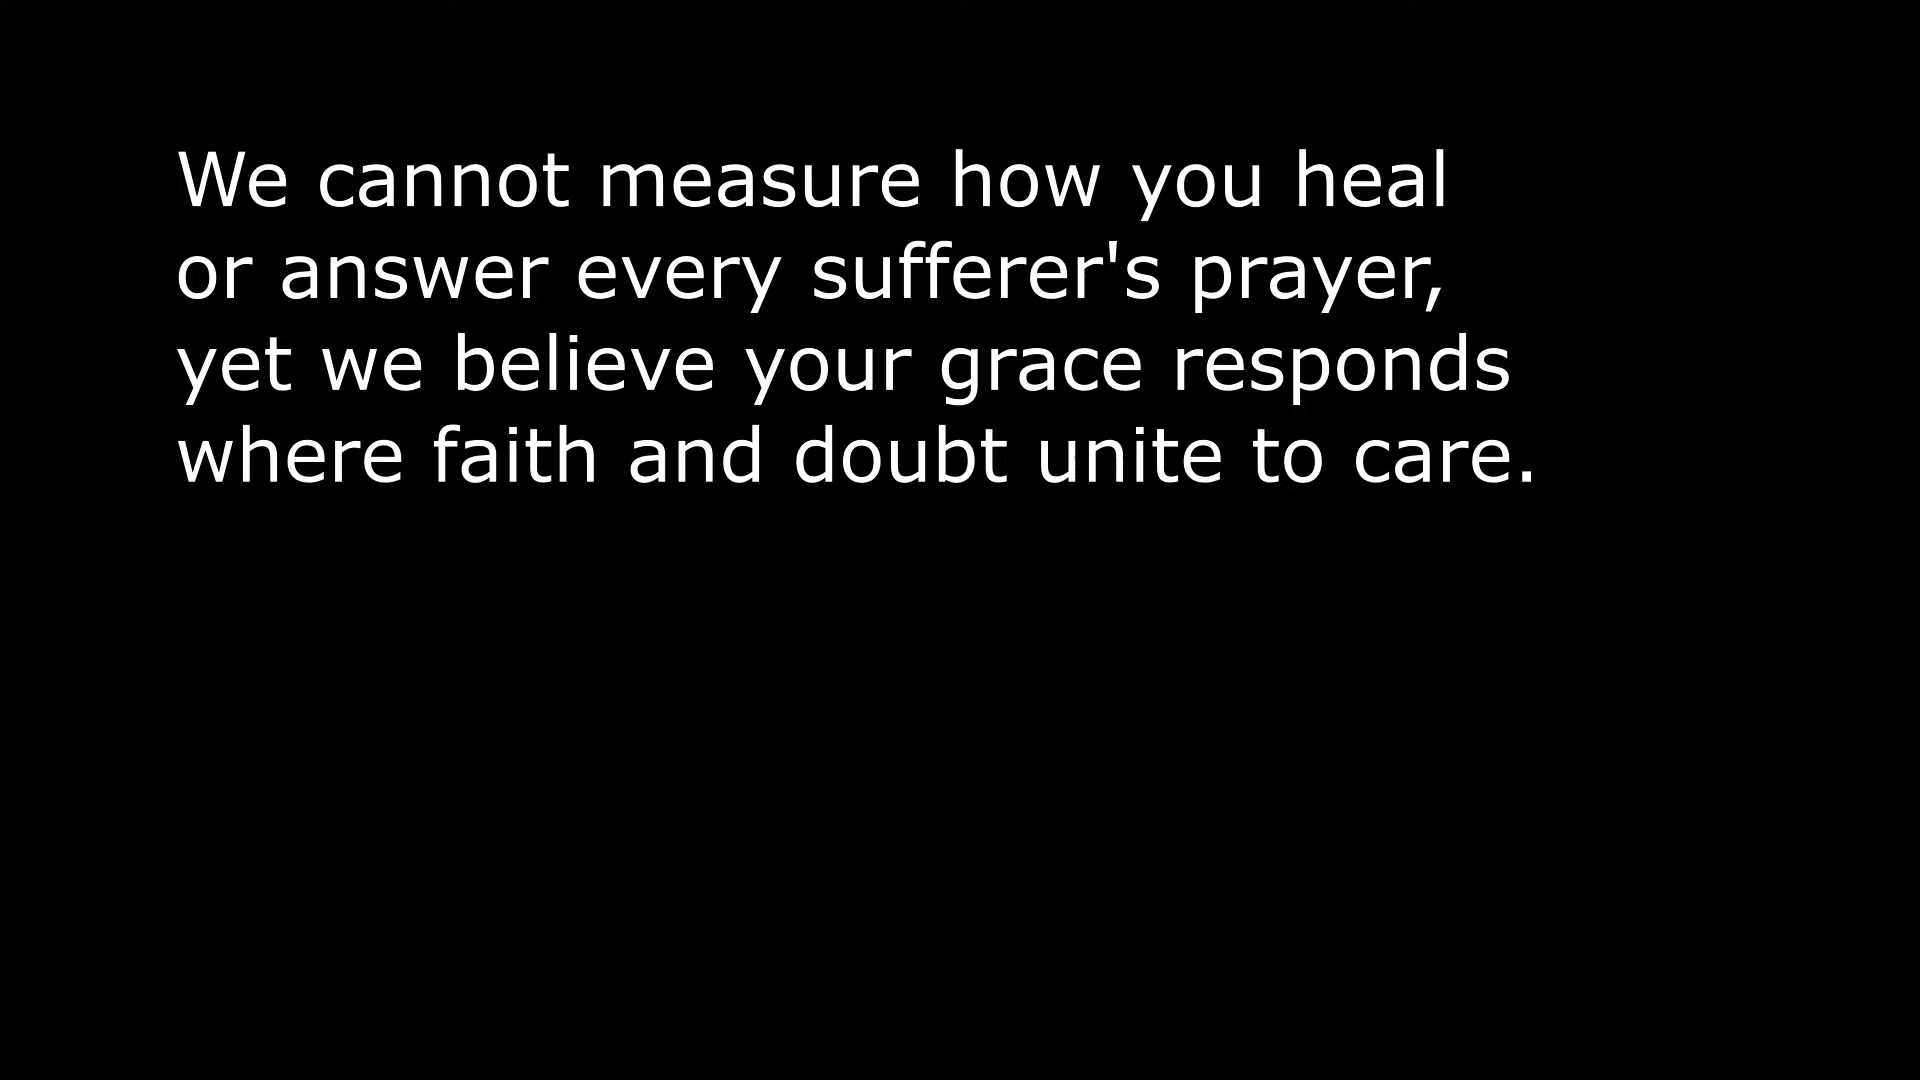 We cannot measure how you heal
or answer every sufferer's prayer,
yet we believe your grace responds
where faith and doubt unite to care.